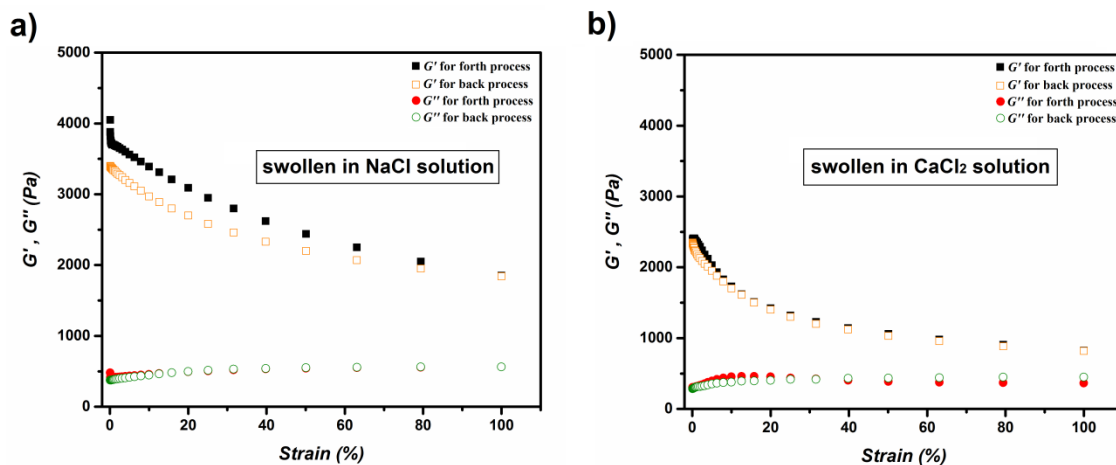 a)
5000
4000
3000
2000
1000
0
G' , G'' (Pa)
G' for forth process
G' for back process
G'' for forth process
G'' for back process
swollen in NaCl solution
0 20 40 60 80 100
Strain (%)
b)
5000
4000
3000
2000
1000
0
G' , G'' (Pa)
G' for forth process
G' for back process
G'' for forth process
G'' for back process
swollen in CaCl₂ solution
0 20 40 60 80 100
Strain (%)